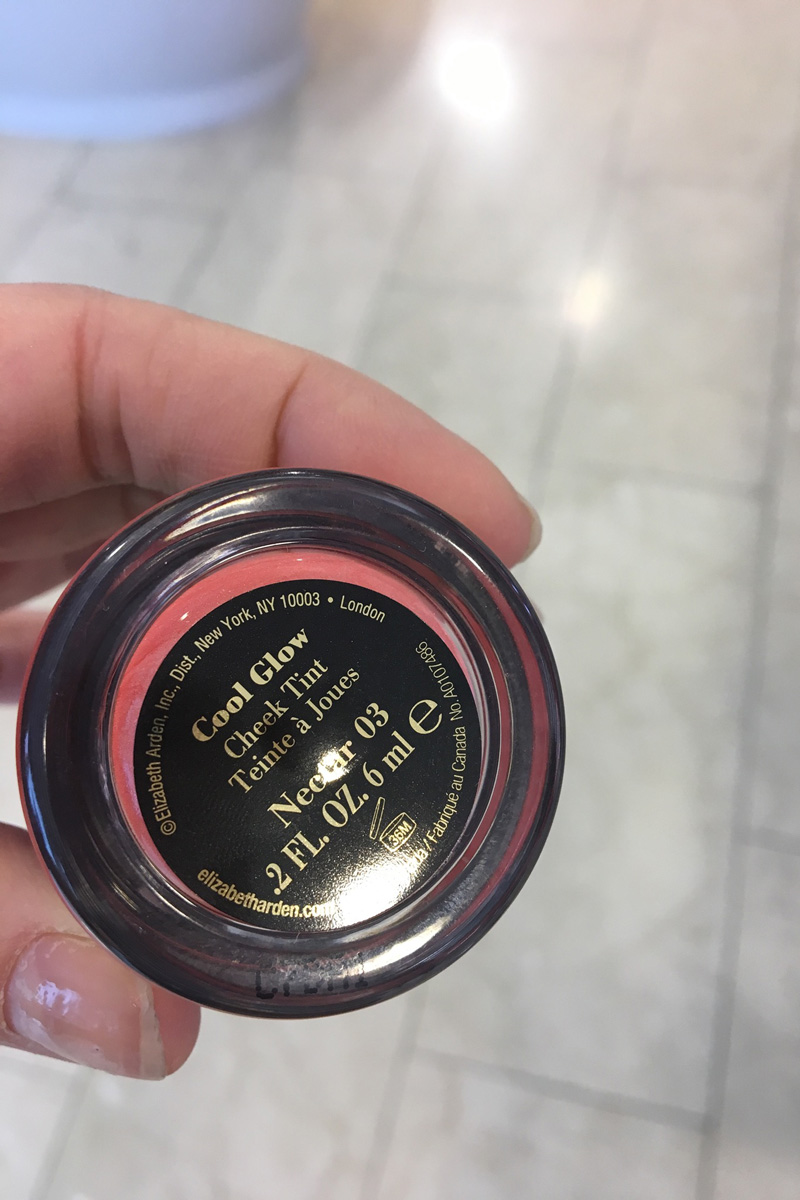 ©Elizabeth Arden, Inc., Dist., New York, NY 10003 • London
Cool Glow
Cheek Tint
Teinte à Joues
Nectar 03
.2 FL. OZ. 6 ml ℮
36M
elizabetharden.com
/ Fabriqué au Canada No. A0107486